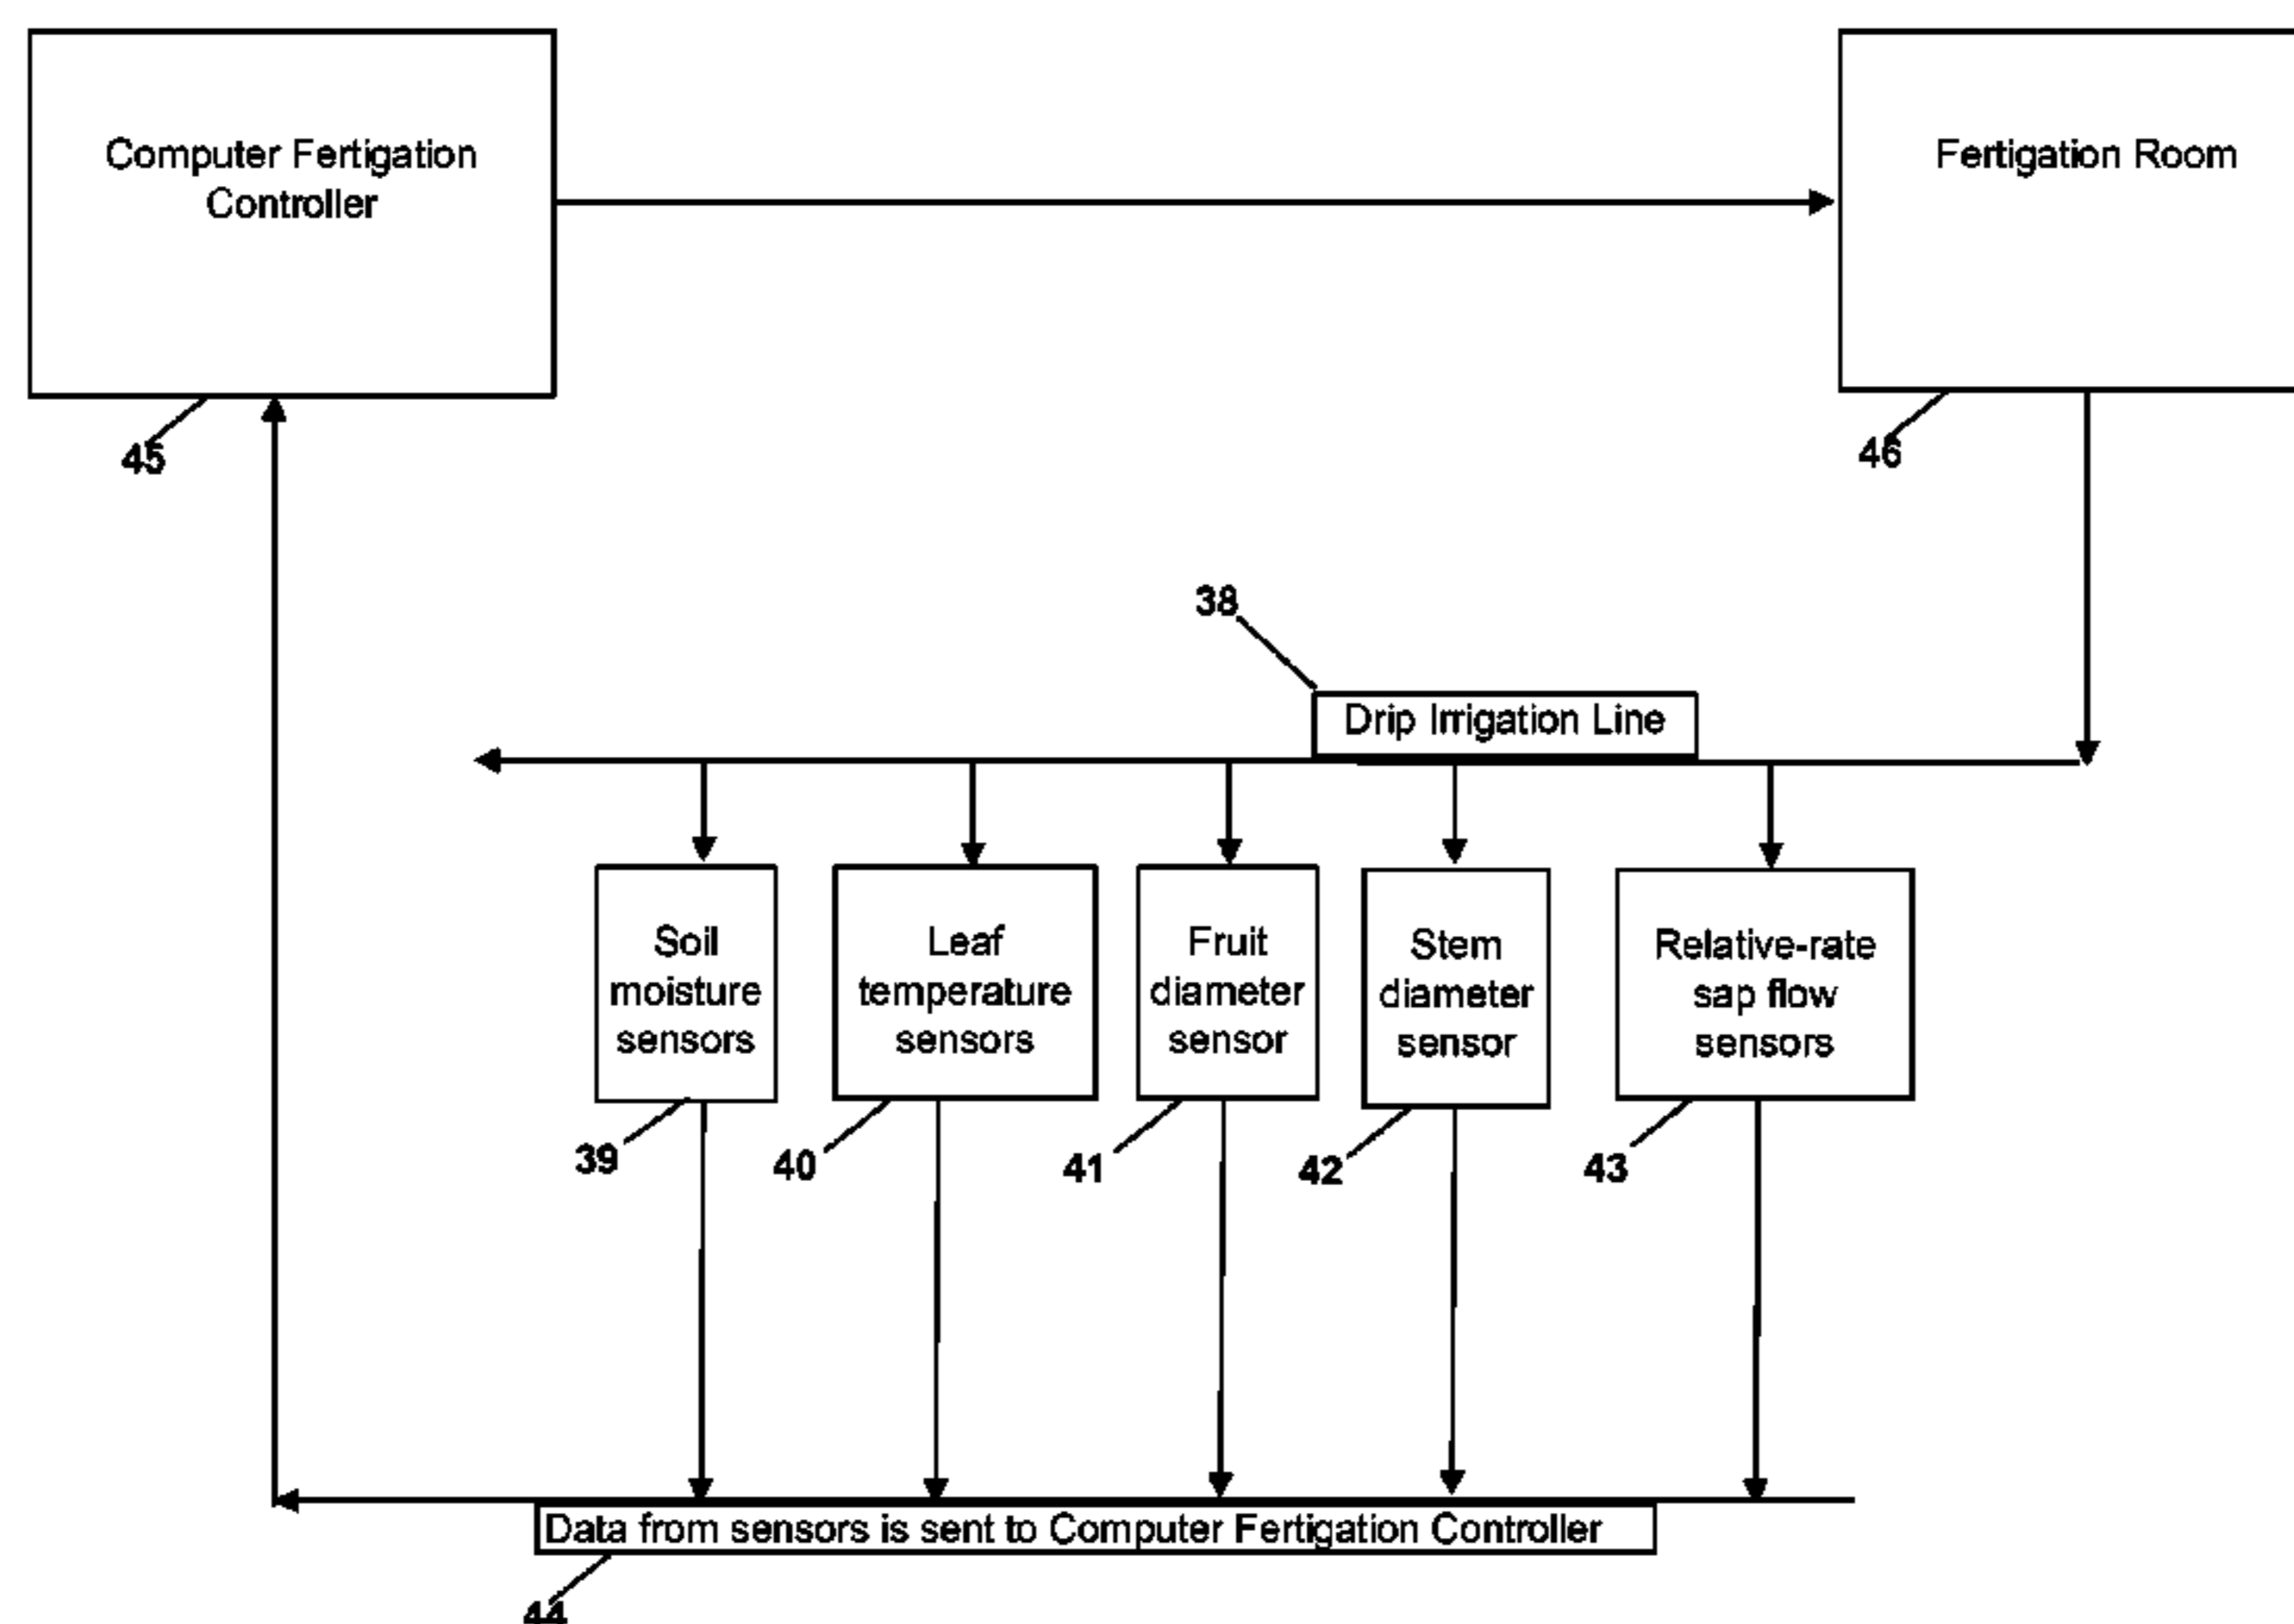 Computer Fertigation
Controller
Fertigation Room
45
46
38
Drip Irrigation Line
Soil
moisture
sensors
Leaf
temperature
sensors
Fruit
diameter
sensor
Stem
diameter
sensor
Relative-rate
sap flow
sensors
39
40
41
42
43
Data from sensors is sent to Computer Fertigation Controller
44